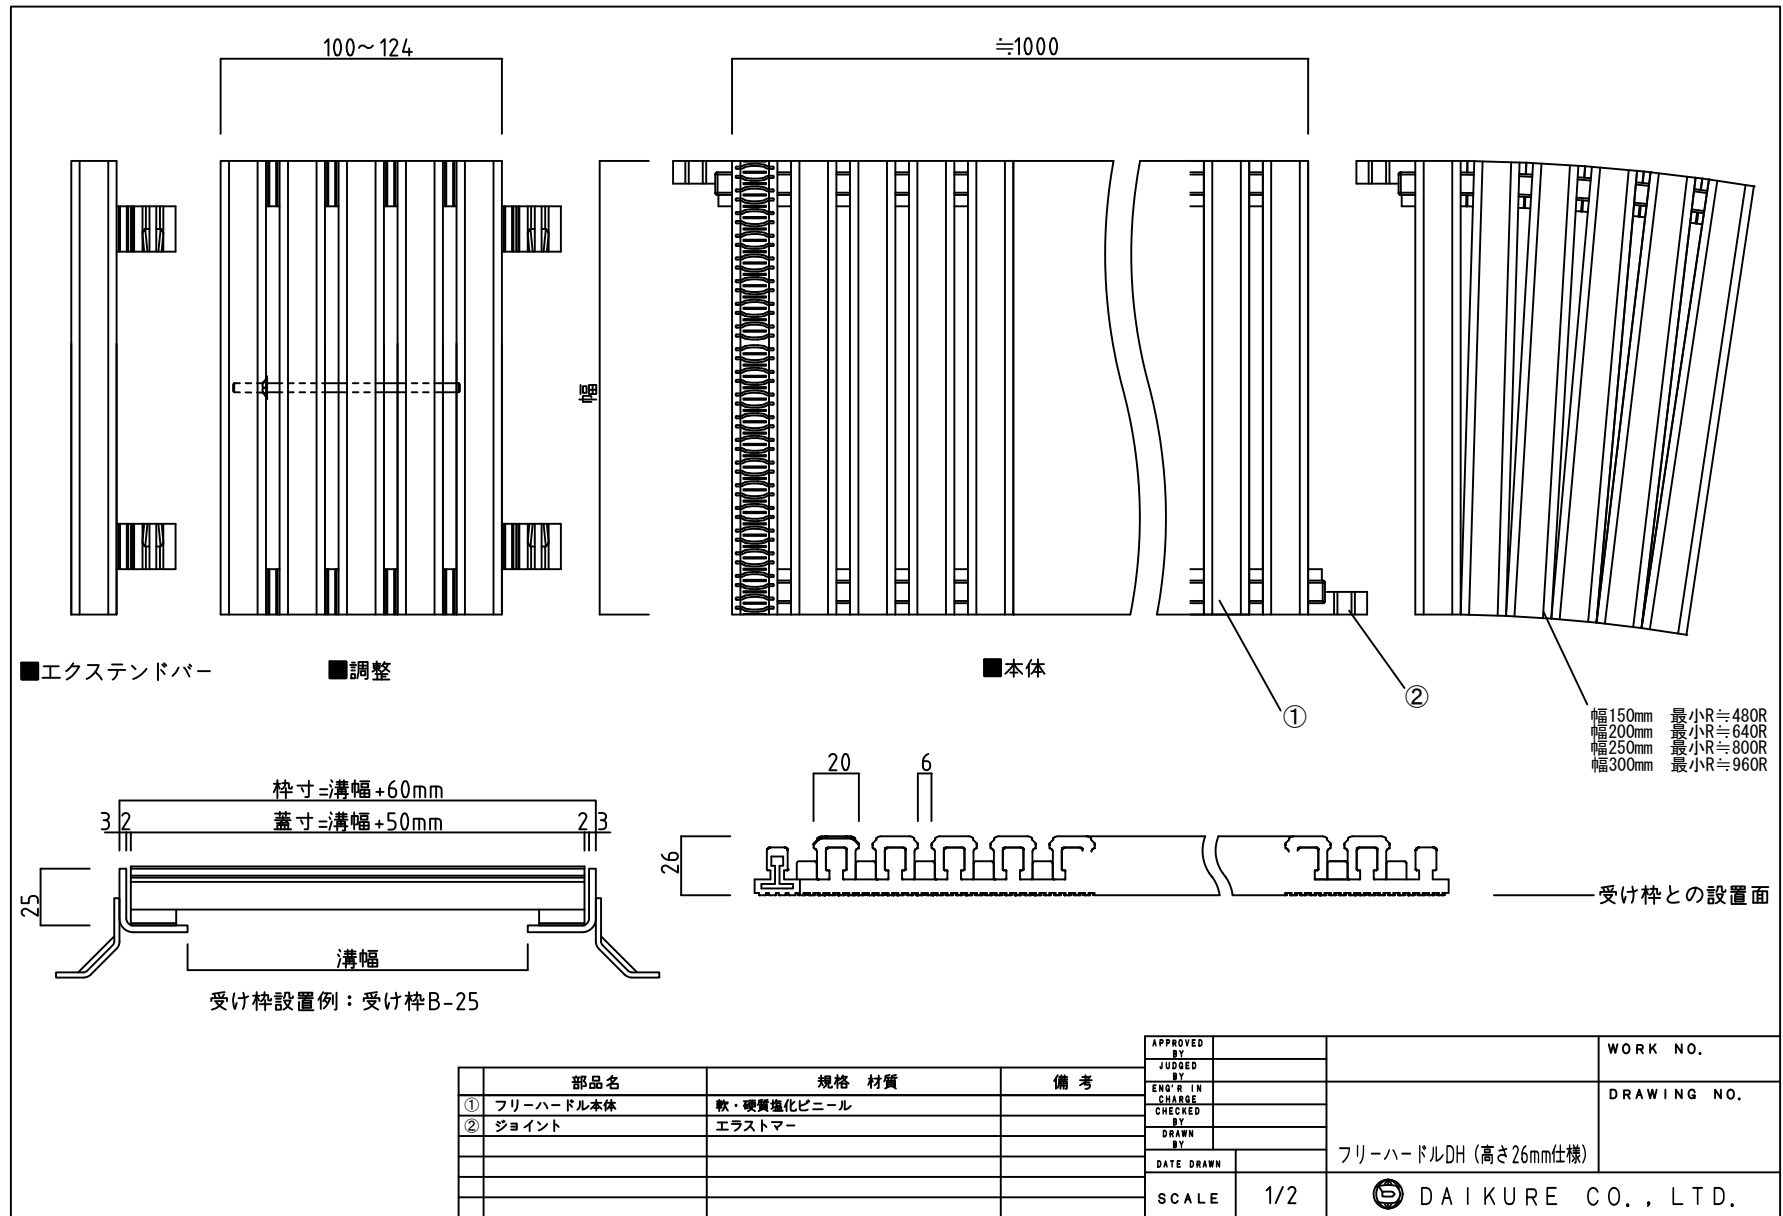 100～124
≒1000
幅
■エクステンドバー
■調整
■本体
①
②
幅150mm 最小R≒480R
幅200mm 最小R≒640R
幅250mm 最小R≒800R
幅300mm 最小R≒960R
枠寸=溝幅+60mm
3 2 蓋寸=溝幅+50mm 2 3
25
溝幅
受け枠設置例：受け枠B-25
20
6
26
受け枠との設置面
部品名 規格 材質 備 考
① フリーハードル本体 軟・硬質塩化ビニール
② ジョイント エラストマー
APPROVED
BY
JUDGED
BY
ENG'R IN
CHARGE
CHECKED
BY
DRAWN
BY
DATE DRAWN
SCALE 1/2
WORK NO.
DRAWING NO.
フリーハードルDH（高さ26mm仕様）
DAIKURE CO., LTD.